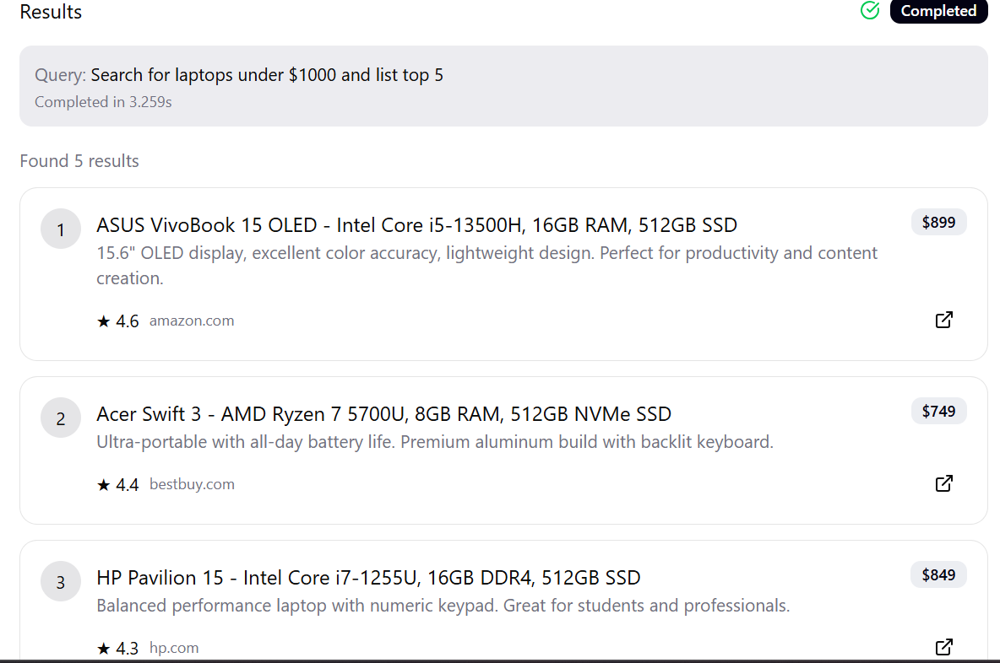 Results
Completed
Query: Search for laptops under $1000 and list top 5
Completed in 3.259s
Found 5 results
1
ASUS VivoBook 15 OLED - Intel Core i5-13500H, 16GB RAM, 512GB SSD
$899
15.6" OLED display, excellent color accuracy, lightweight design. Perfect for productivity and content
creation.
★ 4.6 amazon.com
2
Acer Swift 3 - AMD Ryzen 7 5700U, 8GB RAM, 512GB NVMe SSD
$749
Ultra-portable with all-day battery life. Premium aluminum build with backlit keyboard.
★ 4.4 bestbuy.com
3
HP Pavilion 15 - Intel Core i7-1255U, 16GB DDR4, 512GB SSD
$849
Balanced performance laptop with numeric keypad. Great for students and professionals.
★ 4.3 hp.com